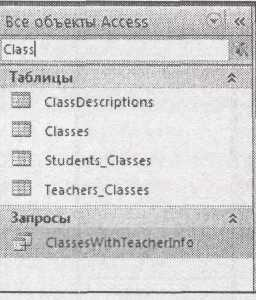 Все объекты Access
Class
Таблицы
ClassDescriptions
Classes
Students_Classes
Teachers_Classes
Запросы
ClassesWithTeacherInfo